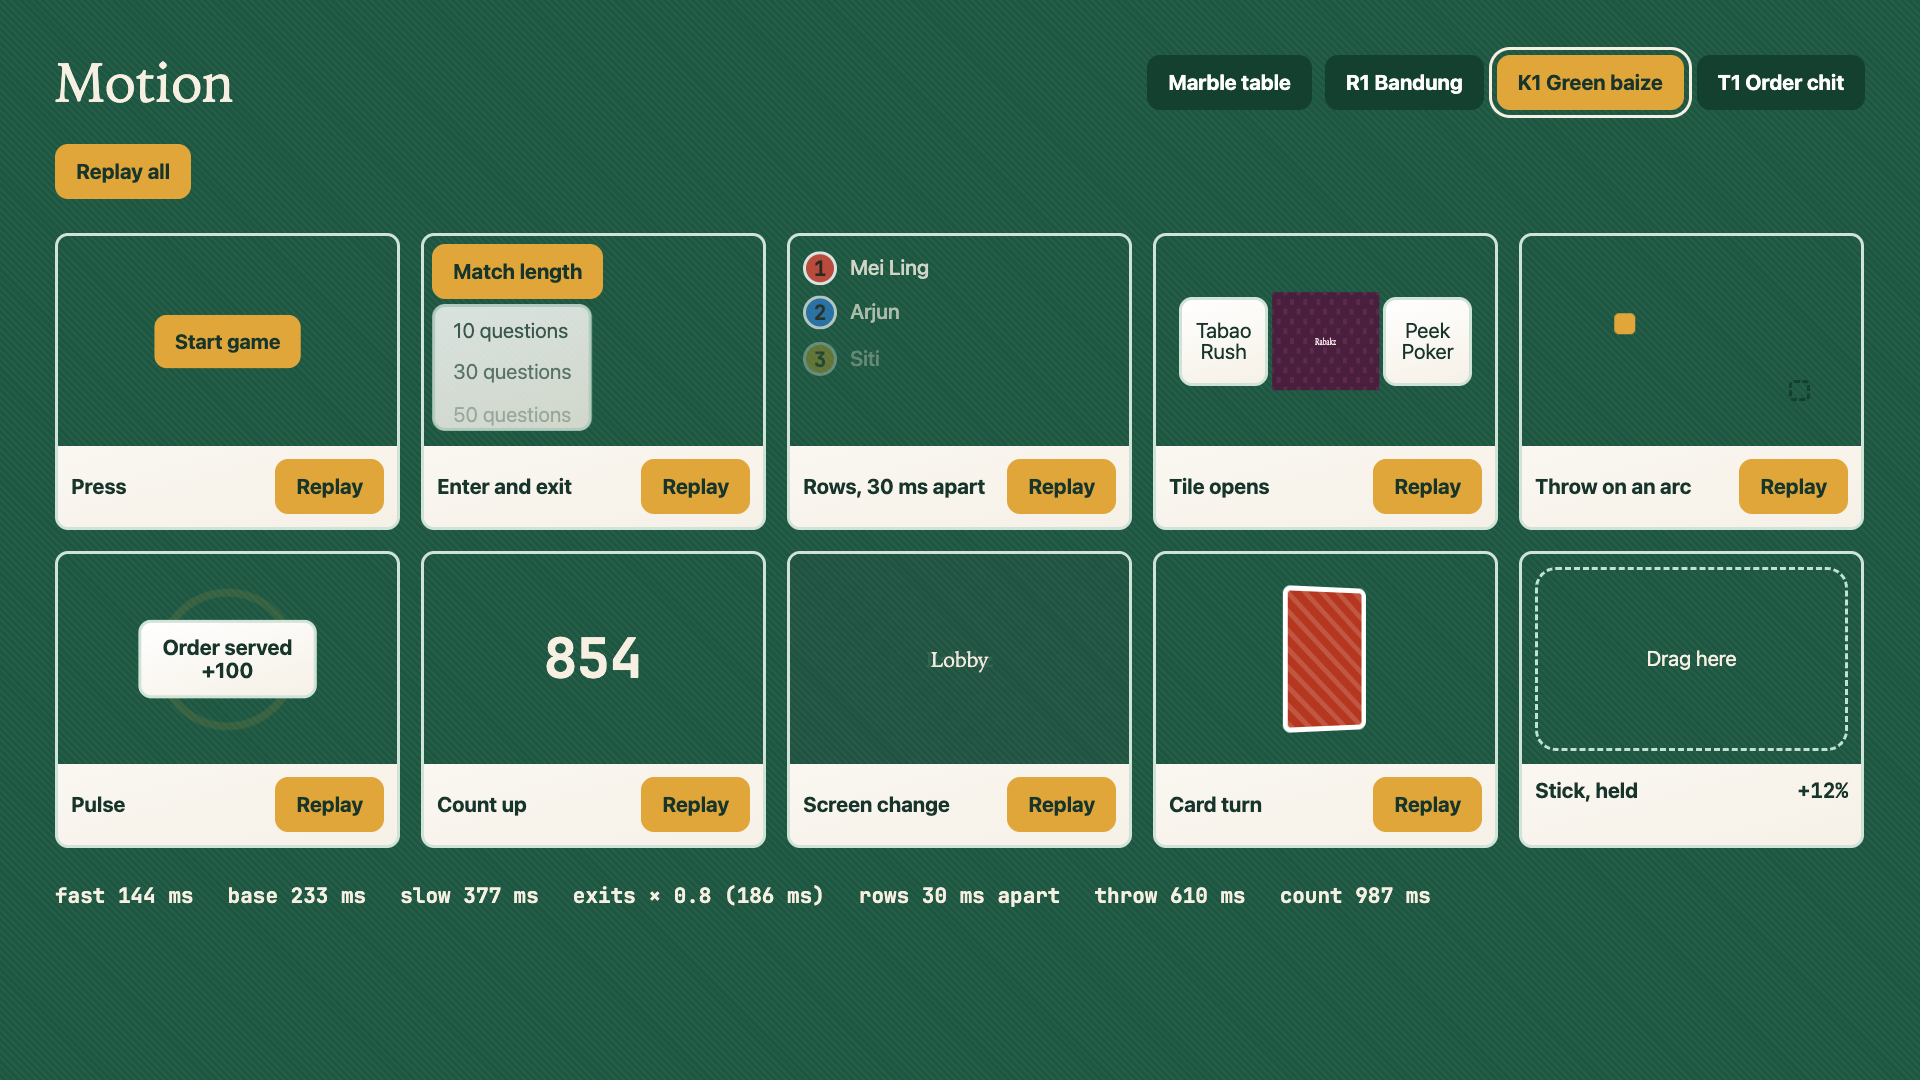 Motion
Marble table
R1 Bandung
K1 Green baize
T1 Order chit
Replay all
Start game
Press
Replay
Match length
10 questions
30 questions
50 questions
Enter and exit
Replay
1 Mei Ling
2 Arjun
3 Siti
Rows, 30 ms apart
Replay
Tabao
Rush
Rabakz
Peek
Poker
Tile opens
Replay
Throw on an arc
Replay
Order served
+100
Pulse
Replay
854
Count up
Replay
Lobby
Screen change
Replay
Card turn
Replay
Drag here
Stick, held
+12%
fast 144 ms
base 233 ms
slow 377 ms
exits × 0.8 (186 ms)
rows 30 ms apart
throw 610 ms
count 987 ms